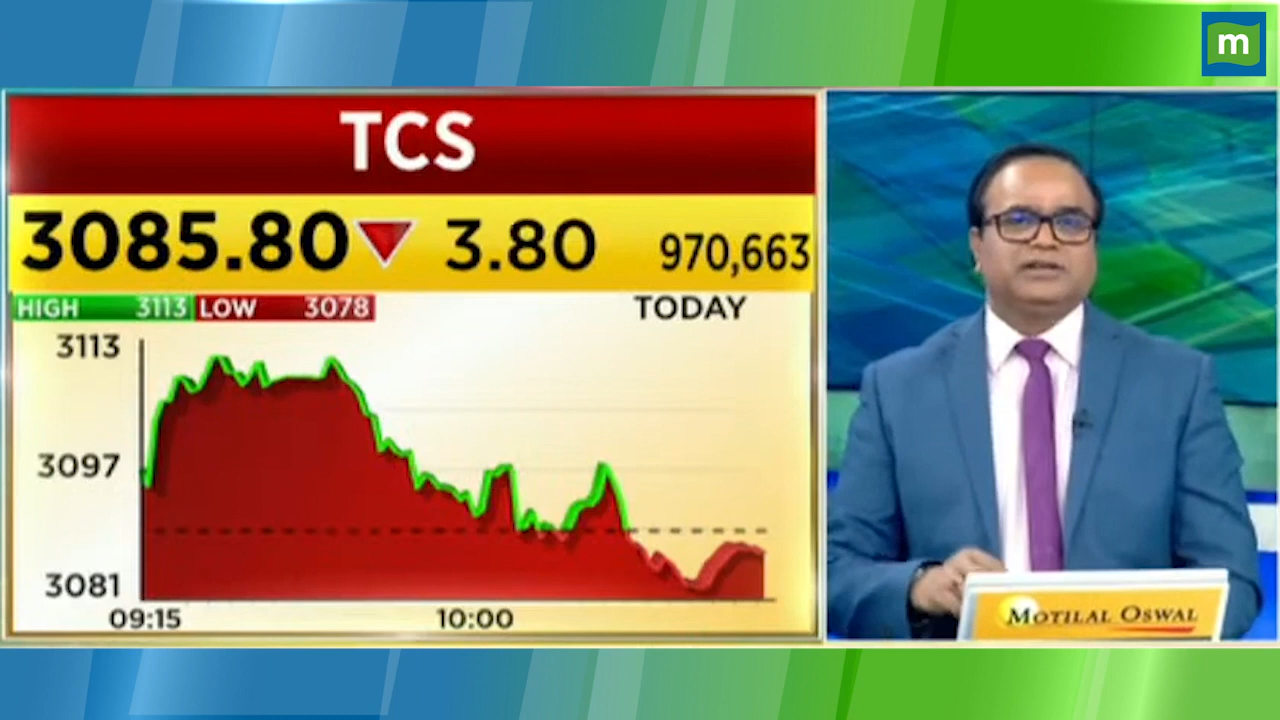 m
TCS
3085.80 ▼ 3.80 970,663
HIGH 3113 LOW 3078 TODAY
3113
3097
3081
09:15 10:00
MOTILAL OSWAL